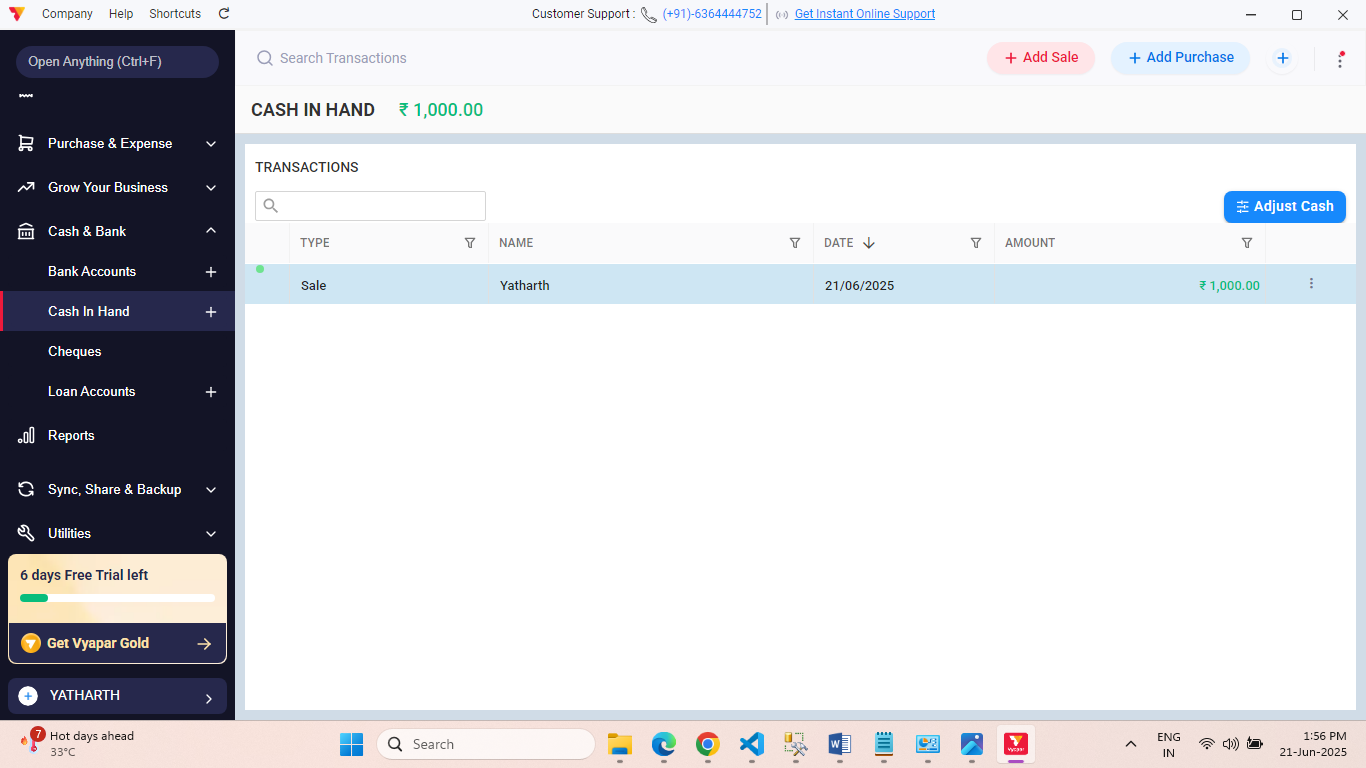 Company Help Shortcuts Customer Support : (+91)-6364444752 Get Instant Online Support
Open Anything (Ctrl+F)
Search Transactions Add Sale Add Purchase
CASH IN HAND ₹ 1,000.00
Purchase & Expense
Grow Your Business
Cash & Bank
Bank Accounts
Cash In Hand
Cheques
Loan Accounts
Reports
Sync, Share & Backup
Utilities
6 days Free Trial left
Get Vyapar Gold
YATHARTH
TRANSACTIONS
Adjust Cash
TYPE NAME DATE AMOUNT
Sale Yatharth 21/06/2025 ₹ 1,000.00
7 Hot days ahead
33°C
Search
Vyapar
ENG
IN
1:56 PM
21-Jun-2025